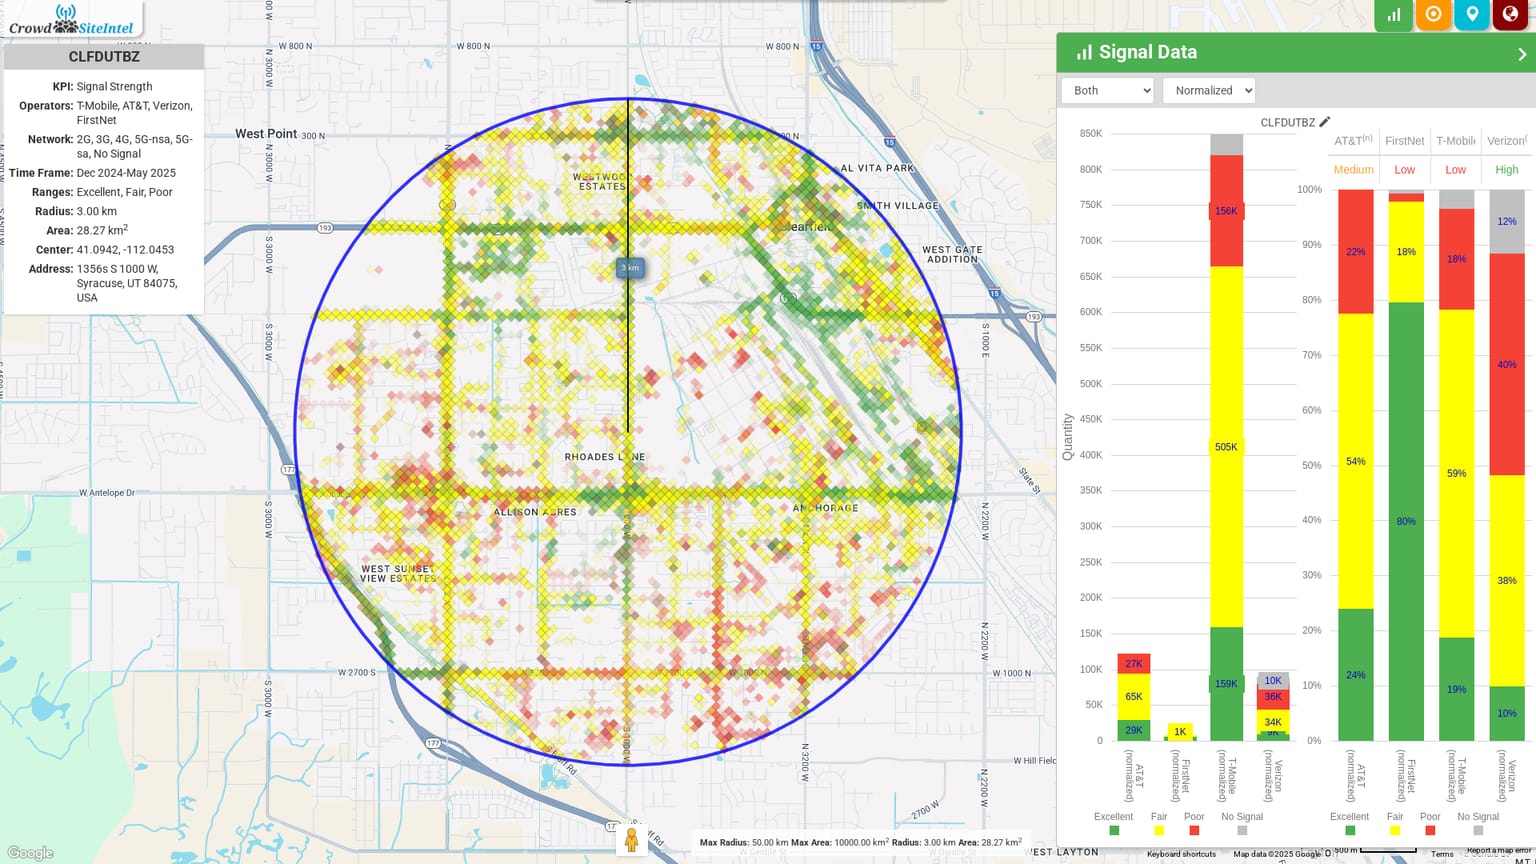 Crowd SiteIntel
CLFDUTBZ
KPI: Signal Strength
Operators: T-Mobile, AT&T, Verizon,
FirstNet
Network: 2G, 3G, 4G, 5G-nsa, 5G-
sa, No Signal
Time Frame: Dec 2024-May 2025
Ranges: Excellent, Fair, Poor
Radius: 3.00 km
Area: 28.27 km²
Center: 41.0942, -112.0453
Address: 1356s S 1000 W,
Syracuse, UT 84075,
USA
W 800 N
W 800 N
W 800 N
N 3000 W
15
West Point
300 N
N 3000 W
15
AL VITA PARK
WESTWOOD
ESTATES
SMITH VILLAGE
193
Clearfield
S 3000 W
WEST GATE
ADDITION
3 km
15
193
S 3000 W
S 1000 E
RHOADES LANE
177
State St
W Antelope Dr
S 3000 W
ALLISON ACRES
ANCHORAGE
N 2200 W
WEST SUNSET
VIEW ESTATES
N 2200 W
W 2700 S
W 1000 N
S 3000 W
177
N 3200 W
W Hill Field
N 2200 W
2700 W
WEST LAYTON
Google
Max Radius: 50.00 km Max Area: 10000.00 km² Radius: 3.00 km Area: 28.27 km²
Keyboard shortcuts
Map data ©2025 Google
500 m
Terms
Report a map error
Signal Data
Both
Normalized
CLFDUTBZ
Quantity
850K
800K
750K
700K
650K
600K
550K
500K
450K
400K
350K
300K
250K
200K
150K
100K
50K
0
27K
65K
29K
1K
156K
505K
159K
10K
36K
34K
9K
AT&T
(normalized)
FirstNet
(normalized)
T-Mobile
(normalized)
Verizon
(normalized)
Excellent
Fair
Poor
No Signal
AT&T(n)
FirstNet
T-Mobile
Verizon(
Medium
Low
Low
High
100%
90%
80%
70%
60%
50%
40%
30%
20%
10%
0%
22%
54%
24%
18%
80%
18%
59%
19%
12%
40%
38%
10%
AT&T
(normalized)
FirstNet
(normalized)
T-Mobile
(normalized)
Verizon
(normalized)
Excellent
Fair
Poor
No Signal